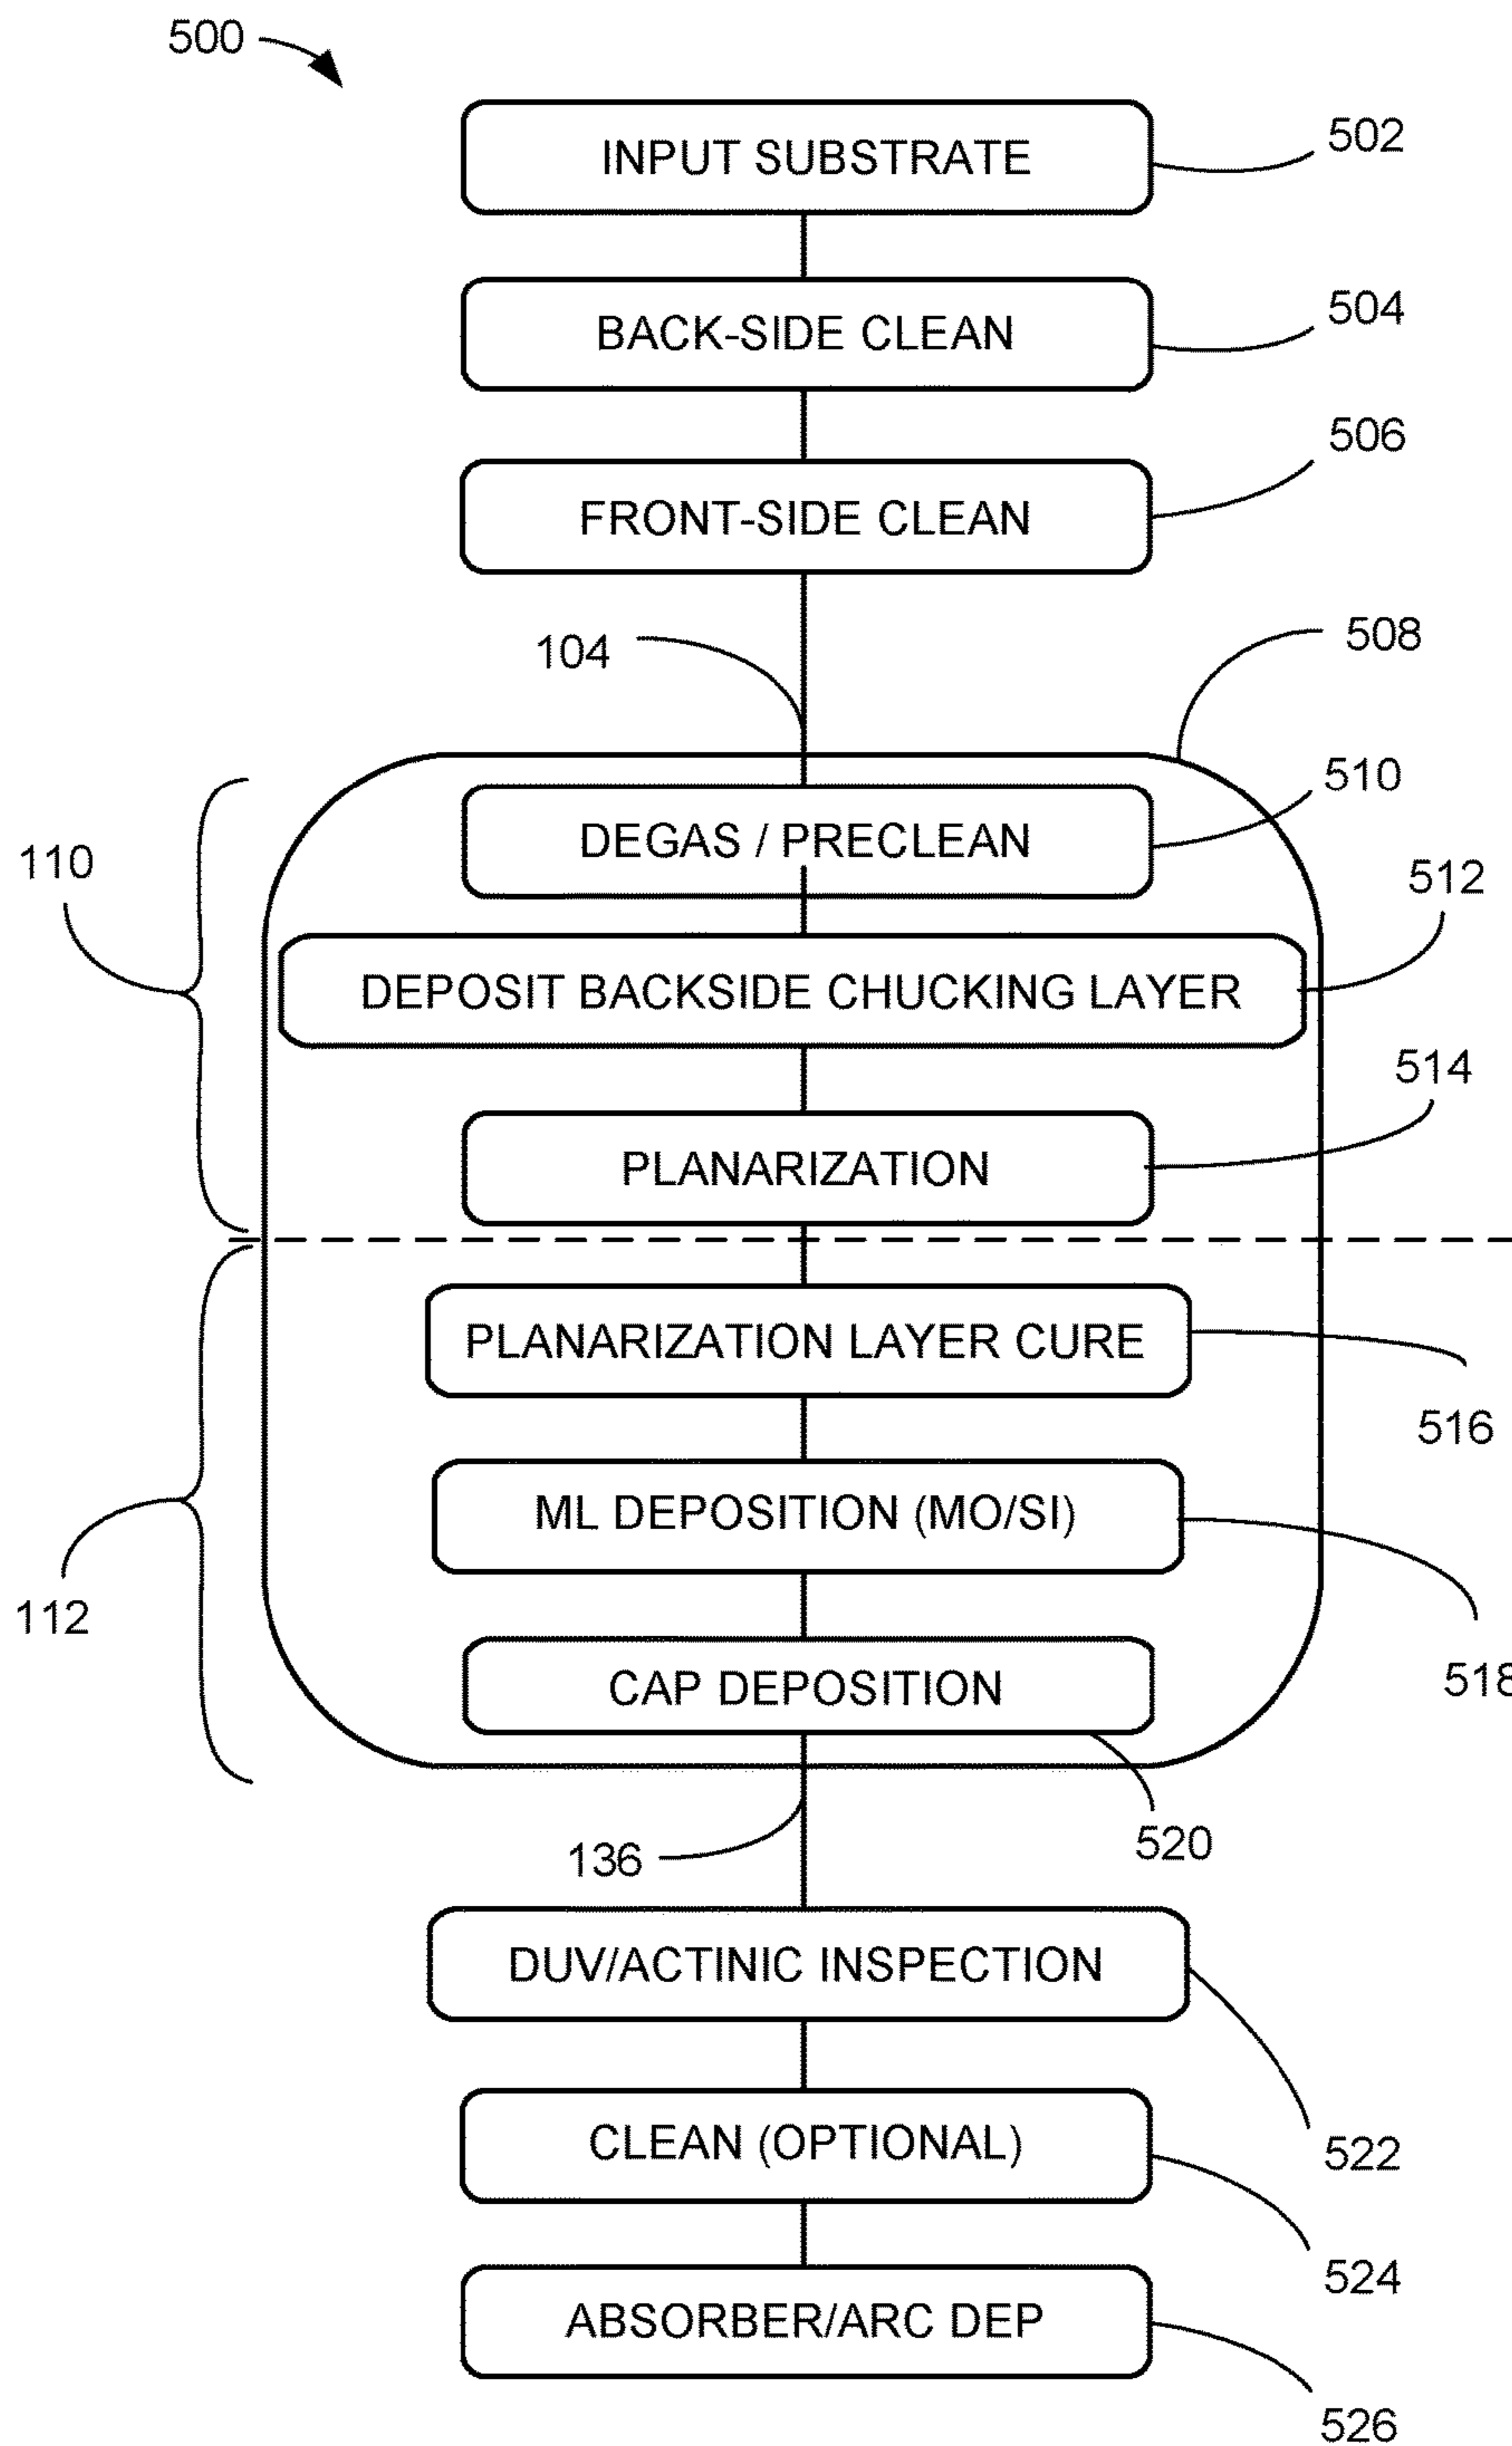 500
INPUT SUBSTRATE
502
BACK-SIDE CLEAN
504
FRONT-SIDE CLEAN
506
104
508
110
DEGAS / PRECLEAN
510
DEPOSIT BACKSIDE CHUCKING LAYER
512
PLANARIZATION
514
PLANARIZATION LAYER CURE
516
112
ML DEPOSITION (MO/SI)
518
CAP DEPOSITION
520
136
DUV/ACTINIC INSPECTION
522
CLEAN (OPTIONAL)
524
ABSORBER/ARC DEP
526